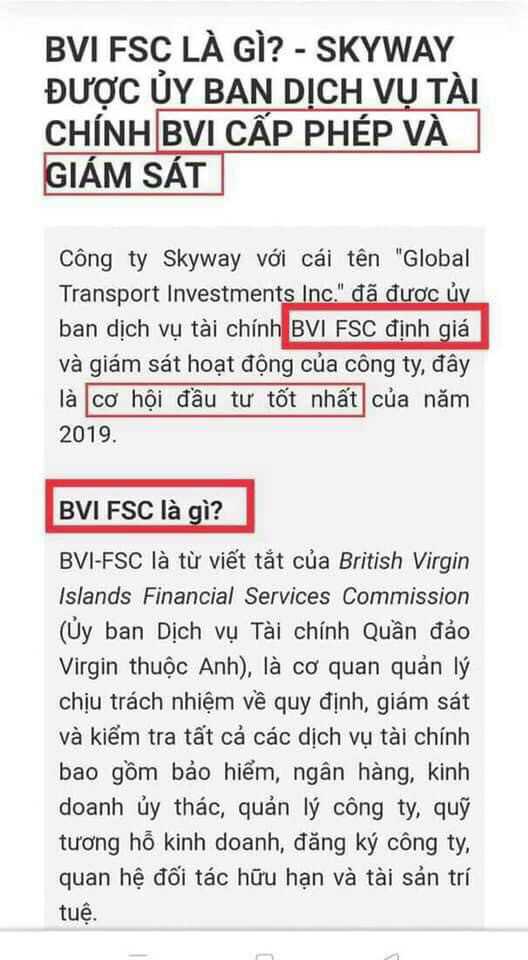 BVI FSC LÀ GÌ? - SKYWAY
ĐƯỢC ỦY BAN DỊCH VỤ TÀI
CHÍNH BVI CẤP PHÉP VÀ
GIÁM SÁT
Công ty Skyway với cái tên "Global
Transport Investments Inc." đã được ủy
ban dịch vụ tài chính BVI FSC định giá
và giám sát hoạt động của công ty, đây
là cơ hội đầu tư tốt nhất của năm
2019.
BVI FSC là gì?
BVI-FSC là từ viết tắt của British Virgin
Islands Financial Services Commission
(Ủy ban Dịch vụ Tài chính Quần đảo
Virgin thuộc Anh), là cơ quan quản lý
chịu trách nhiệm về quy định, giám sát
và kiểm tra tất cả các dịch vụ tài chính
bao gồm bảo hiểm, ngân hàng, kinh
doanh ủy thác, quản lý công ty, quỹ
tương hỗ kinh doanh, đăng ký công ty,
quan hệ đối tác hữu hạn và tài sản trí
tuệ.